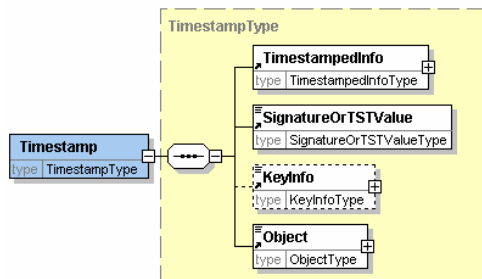 TimestampType
TimestampedInfo
type TimestampedInfoType
SignatureOrTSTValue
type SignatureOrTSTValueType
Timestamp
type TimestampType
KeyInfo
type KeyInfoType
Object
type ObjectType